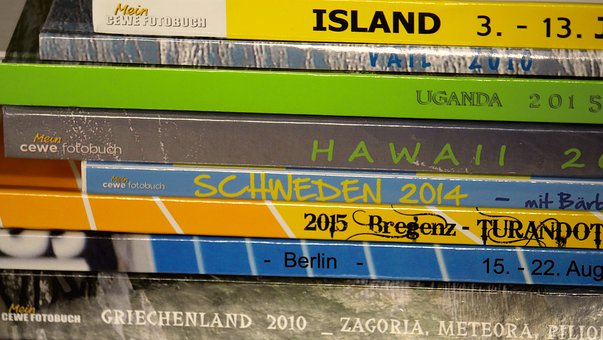 Mein
CEWE FOTOBUCH ISLAND 3. - 13. J
VAIL 2010
UGANDA 2015
Mein
cewe fotobuch HAWAII 2
Mein
cewe fotobuch SCHWEDEN 2014 - mit Bärb
2015 Bregenz - TURANDOT
- Berlin - 15. - 22. Aug
Mein
CEWE FOTOBUCH GRIECHENLAND 2010 _ ZAGORIA, METEORA, PILIO